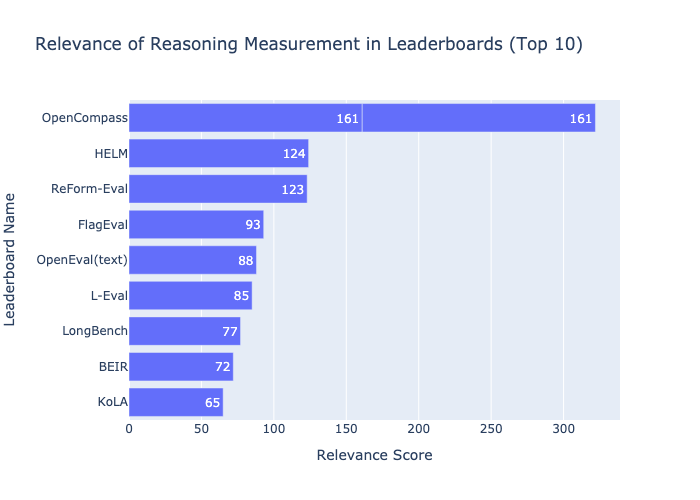 Relevance of Reasoning Measurement in Leaderboards (Top 10)
OpenCompass 161 161
HELM 124
ReForm-Eval 123
FlagEval 93
OpenEval(text) 88
L-Eval 85
LongBench 77
BEIR 72
KoLA 65
0 50 100 150 200 250 300
Relevance Score
Leaderboard Name